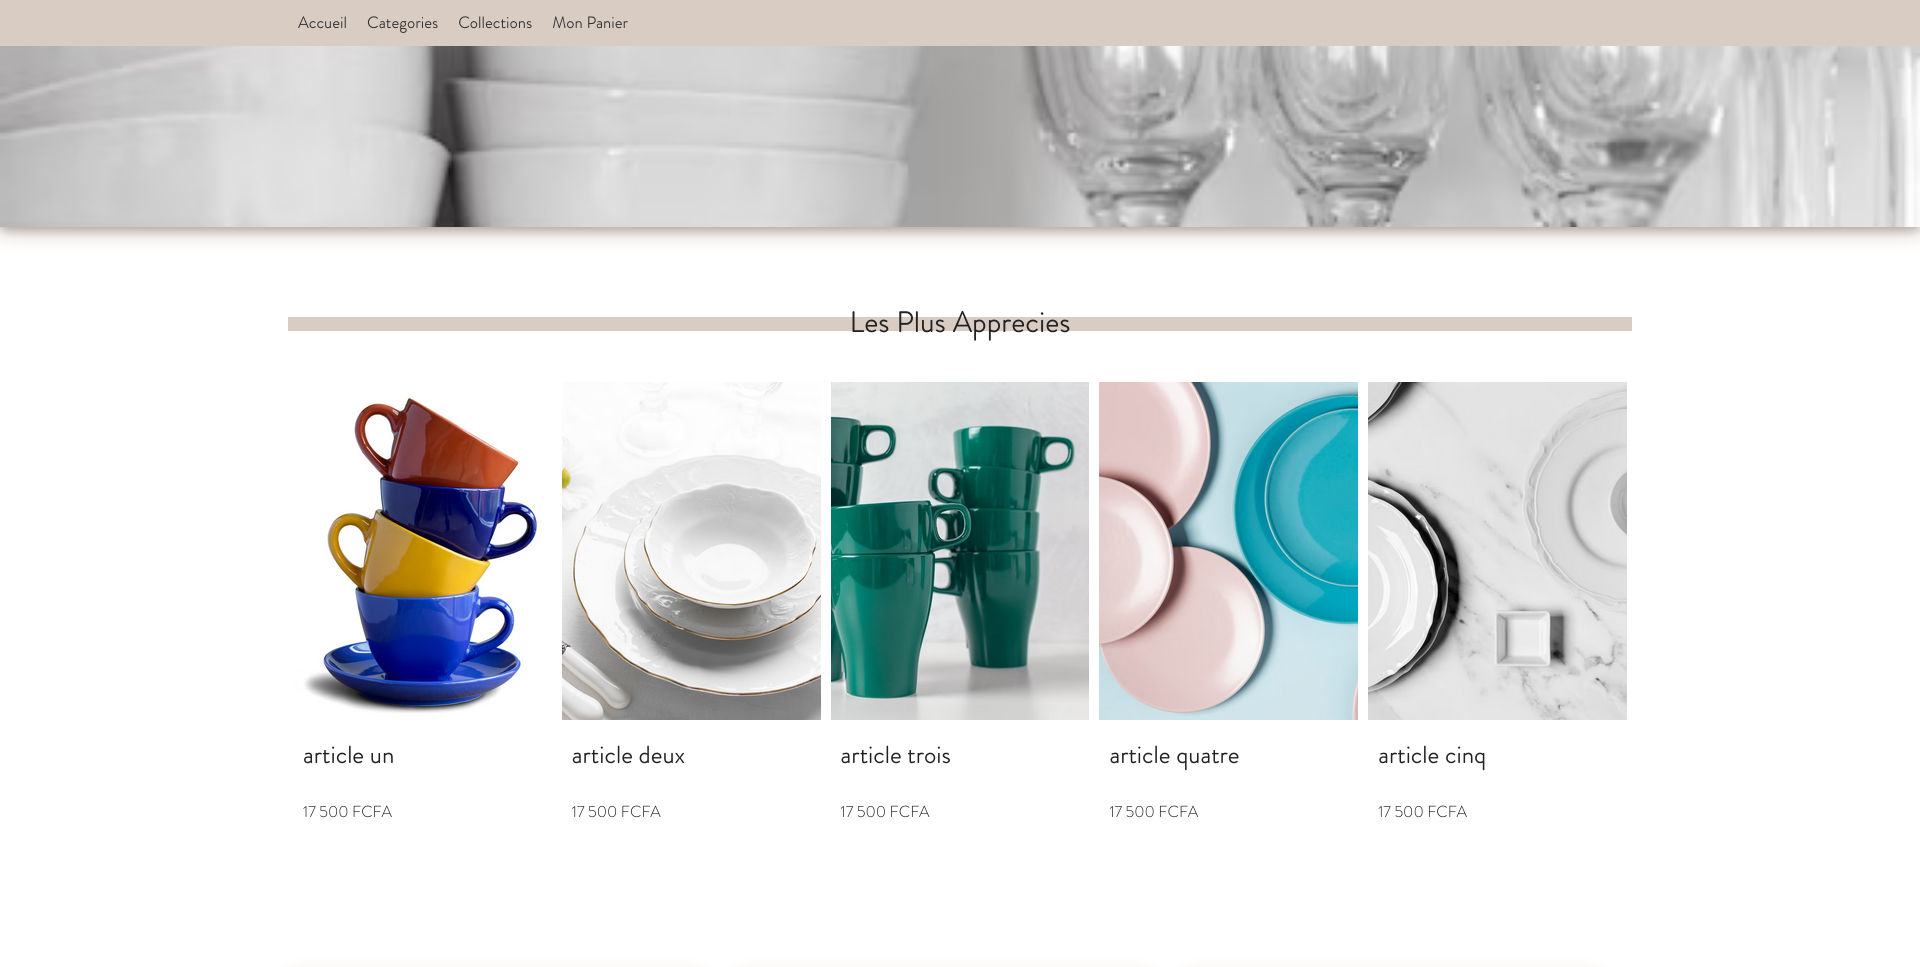 Accueil Categories Collections Mon Panier
Les Plus Apprecies
article un article deux article trois article quatre article cinq
17 500 FCFA 17 500 FCFA 17 500 FCFA 17 500 FCFA 17 500 FCFA